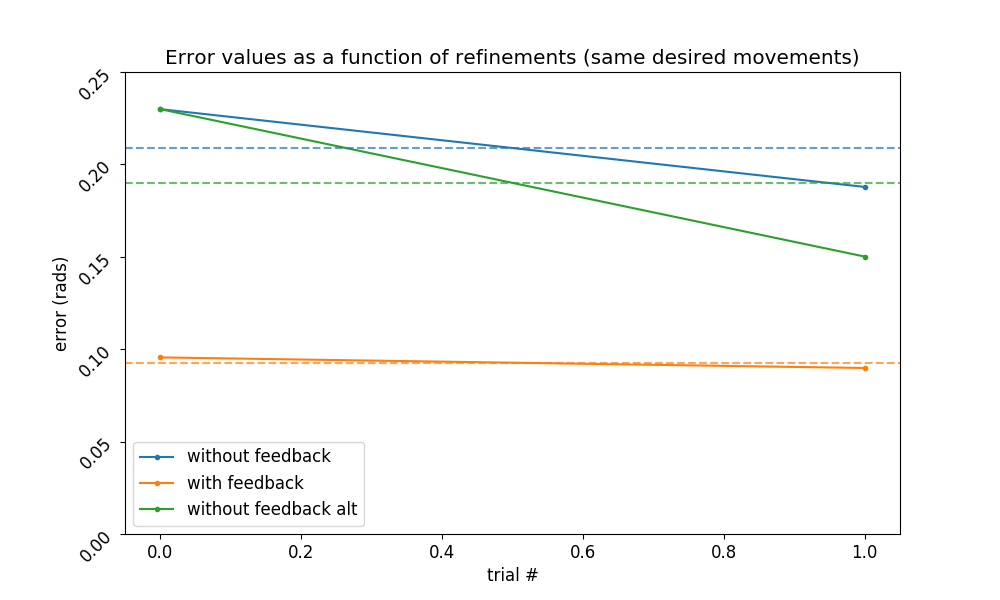 Error values as a function of refinements (same desired movements)
0.25
0.20
0.15
0.10
0.05
0.00
error (rads)
without feedback
with feedback
without feedback alt
0.0 0.2 0.4 0.6 0.8 1.0
trial #